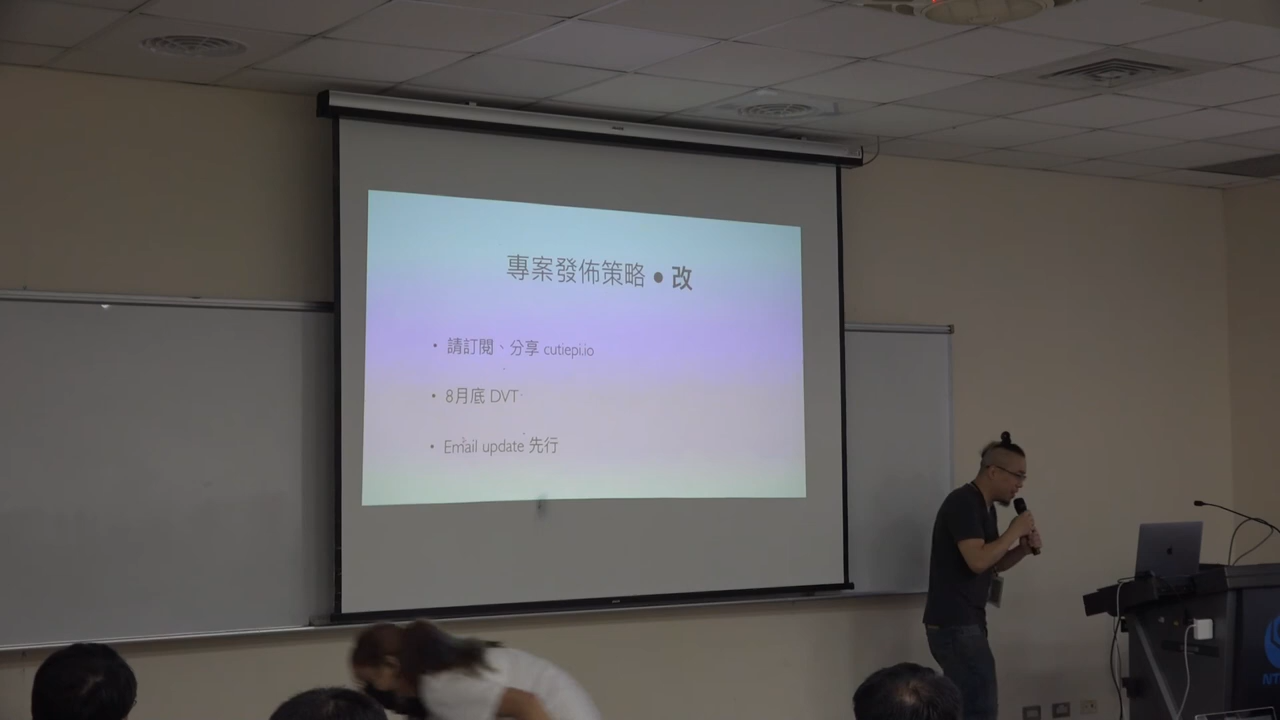 專案發佈策略 • 改
• 請訂閱、分享 cutiepi.io
• 8月底 DVT
• Email update 先行